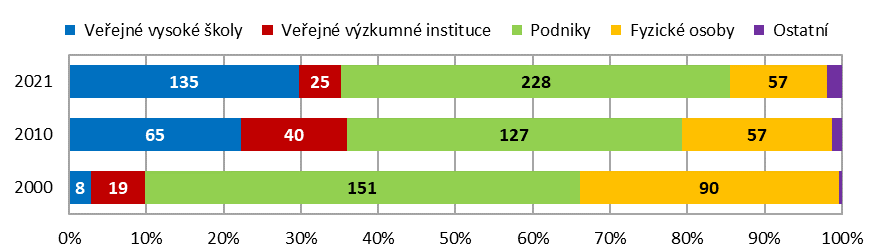 Veřejné vysoké školy Veřejné výzkumné instituce Podniky Fyzické osoby Ostatní
2021 135 25 228 57
2010 65 40 127 57
2000 8 19 151 90
0% 10% 20% 30% 40% 50% 60% 70% 80% 90% 100%